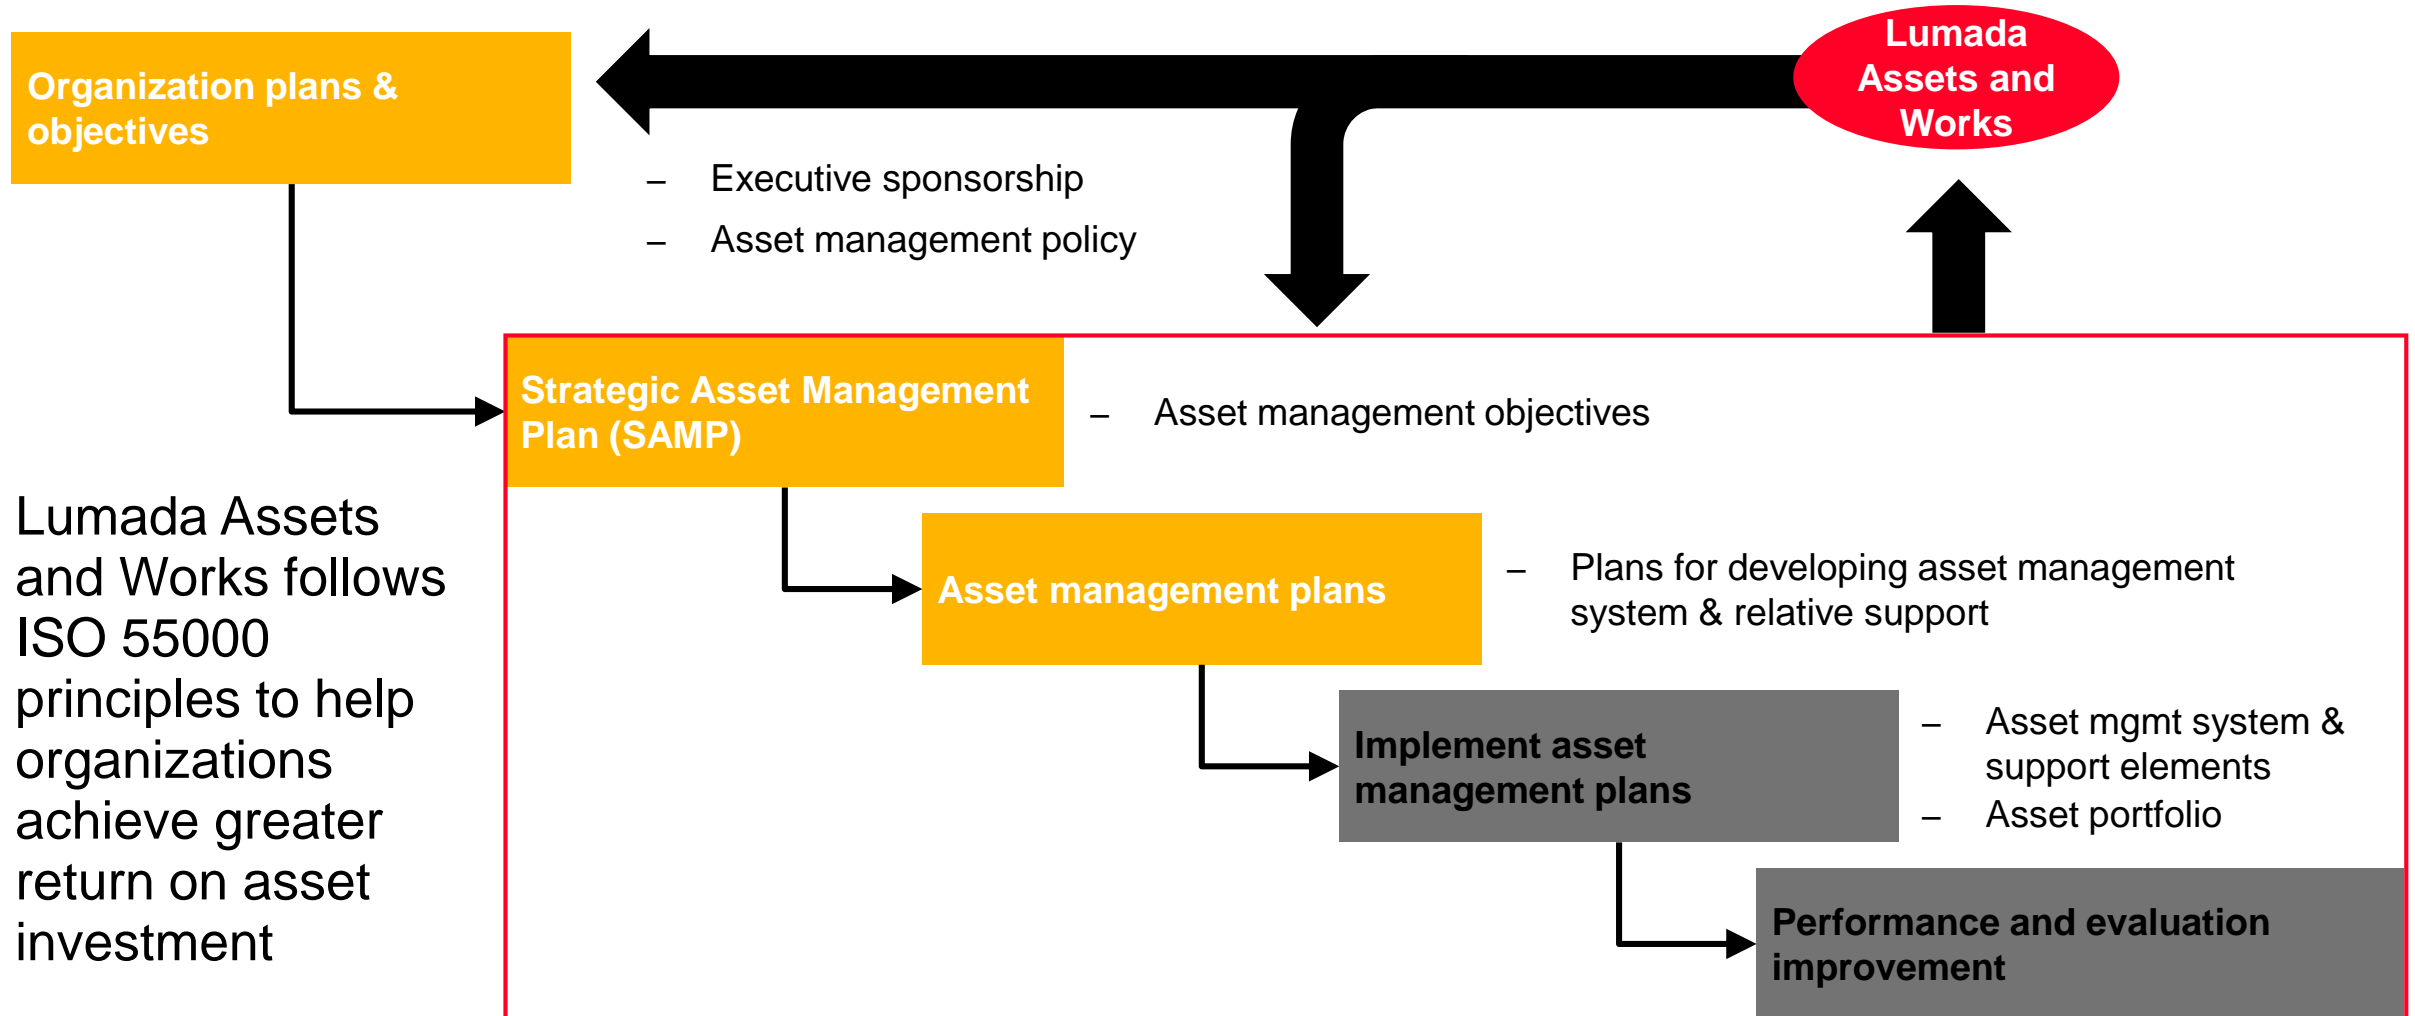 Organization plans &
objectives
Lumada
Assets and
Works
– Executive sponsorship
– Asset management policy
Strategic Asset Management
Plan (SAMP)
– Asset management objectives
Lumada Assets
and Works follows
ISO 55000
principles to help
organizations
achieve greater
return on asset
investment
Asset management plans
– Plans for developing asset management
system & relative support
Implement asset
management plans
– Asset mgmt system &
support elements
– Asset portfolio
Performance and evaluation
improvement